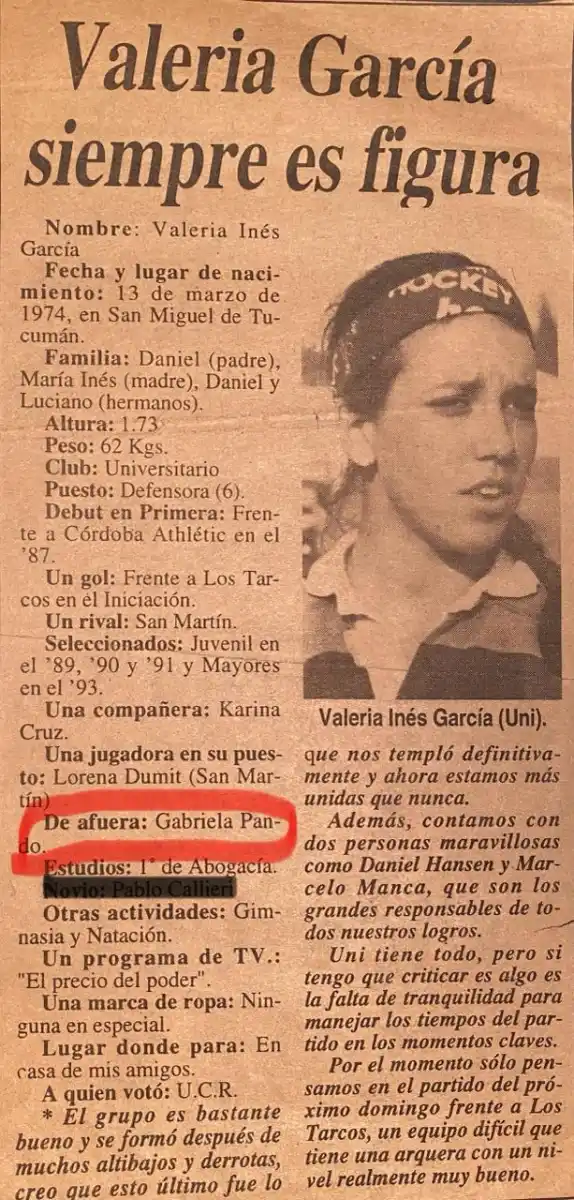 Valeria García
siempre es figura
Nombre: Valeria Inés
García
Fecha y lugar de naci-
miento: 13 de marzo de
1974, en San Miguel de Tu-
cumán.
Familia: Daniel (padre),
María Inés (madre), Daniel y
Luciano (hermanos).
Altura: 1.73
Peso: 62 Kgs.
Club: Universitario
Puesto: Defensora (6).
Debut en Primera: Fren-
te a Córdoba Athlétic en el
'87.
Un gol: Frente a Los Tar-
cos en el Iniciación.
Un rival: San Martín.
Seleccionados: Juvenil en
el '89, '90 y '91 y Mayores
en el '93.
Una compañera: Karina
Cruz.
Una jugadora en su pues-
to: Lorena Dumit (San Mar-
tín)
De afuera: Gabriela Pan-
do.
Estudios: 1° de Abogacía.
Novio: Pablo Callieri
Otras actividades: Gim-
nasia y Natación.
Un programa de TV.:
"El precio del poder".
Una marca de ropa: Nin-
guna en especial.
Lugar donde para: En
casa de mis amigos.
A quien votó: U.C.R.
* El grupo es bastante
bueno y se formó después de
muchos altibajos y derrotas,
creo que esto último fue lo
HOCKEY
Valeria Inés García (Uni).
que nos templó definitiva-
mente y ahora estamos más
unidas que nunca.
Además, contamos con
dos personas maravillosas
como Daniel Hansen y Mar-
celo Manca, que son los
grandes responsables de to-
dos nuestros logros.
Uni tiene todo, pero si
tengo que criticar es algo es
la falta de tranquilidad para
manejar los tiempos del par-
tido en los momentos claves.
Por el momento sólo pen-
samos en el partido del pró-
ximo domingo frente a Los
Tarcos, un equipo difícil que
tiene una arquera con un ni-
vel realmente muy bueno.